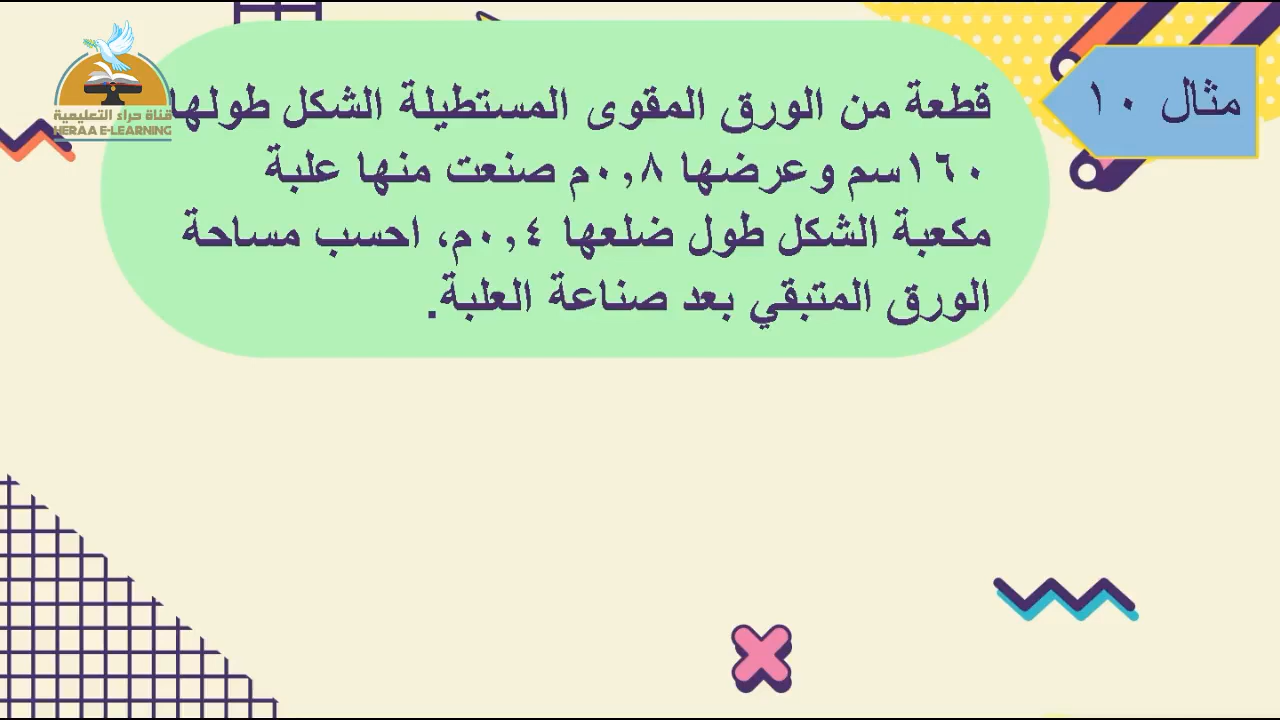 مثال ١٠
قطعة من الورق المقوى المستطيلة الشكل طولها
١٦٠سم وعرضها ٠,٨م صنعت منها علبة
مكعبة الشكل طول ضلعها ٠,٤م، احسب مساحة
الورق المتبقي بعد صناعة العلبة.
قناة حراء التعليمية
HERAA E-LEARNING